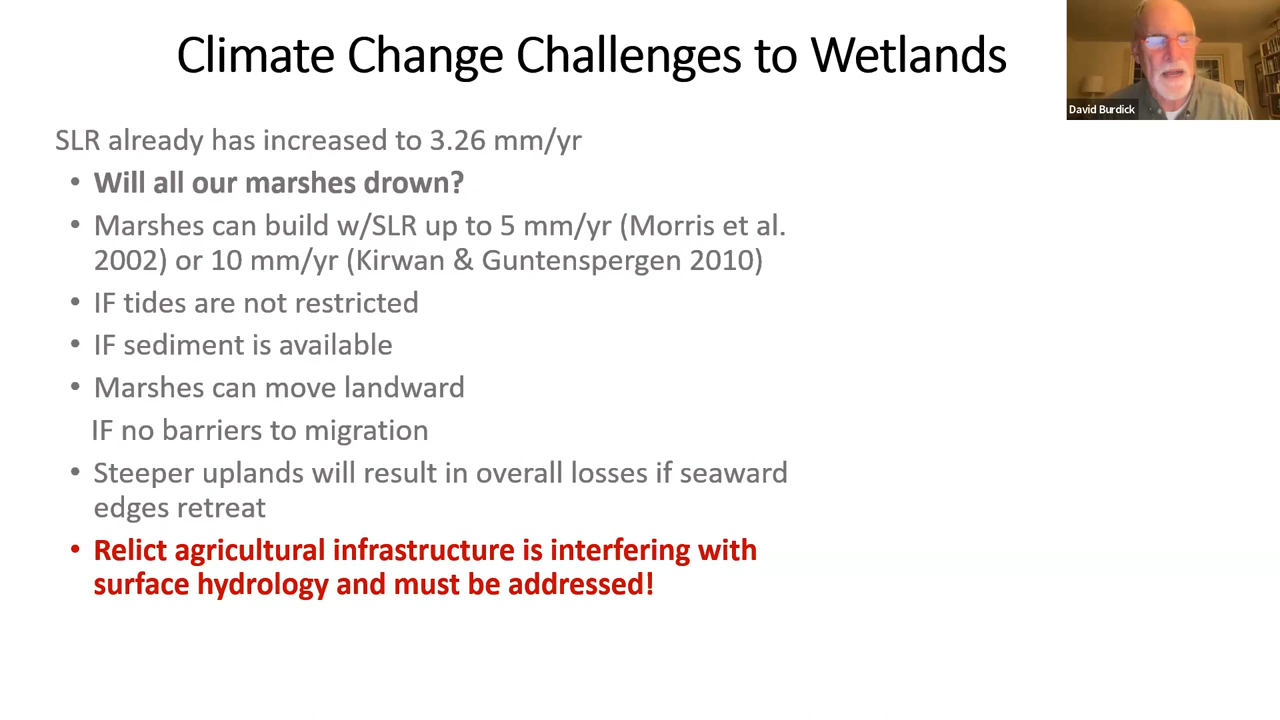 Climate Change Challenges to Wetlands
David Burdick
SLR already has increased to 3.26 mm/yr
• Will all our marshes drown?
• Marshes can build w/SLR up to 5 mm/yr (Morris et al.
2002) or 10 mm/yr (Kirwan & Guntenspergen 2010)
• IF tides are not restricted
• IF sediment is available
• Marshes can move landward
IF no barriers to migration
• Steeper uplands will result in overall losses if seaward
edges retreat
• Relict agricultural infrastructure is interfering with
surface hydrology and must be addressed!